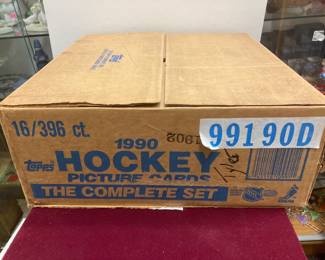 16/396 ct.
1990
99190D
TOPPS
HOCKEY
PICTURE CARDS
THE COMPLETE SET